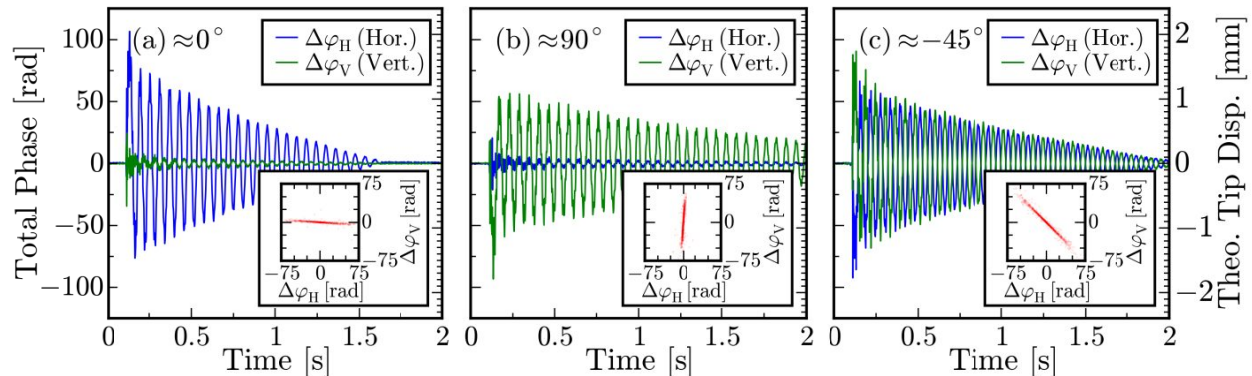 Total Phase [rad]
100
50
0
−50
−100
(a) ≈0°
Δφ_H (Hor.)
Δφ_V (Vert.)
75
0
−75
Δφ_V [rad]
−75 0 75
Δφ_H [rad]
0 0.5 1 1.5 2
Time [s]
(b) ≈90°
Δφ_H (Hor.)
Δφ_V (Vert.)
75
0
−75
Δφ_V [rad]
−75 0 75
Δφ_H [rad]
0 0.5 1 1.5 2
Time [s]
(c) ≈−45°
Δφ_H (Hor.)
Δφ_V (Vert.)
75
0
−75
Δφ_V [rad]
−75 0 75
Δφ_H [rad]
0 0.5 1 1.5 2
Time [s]
2
1
0
−1
−2
Theo. Tip Disp. [mm]